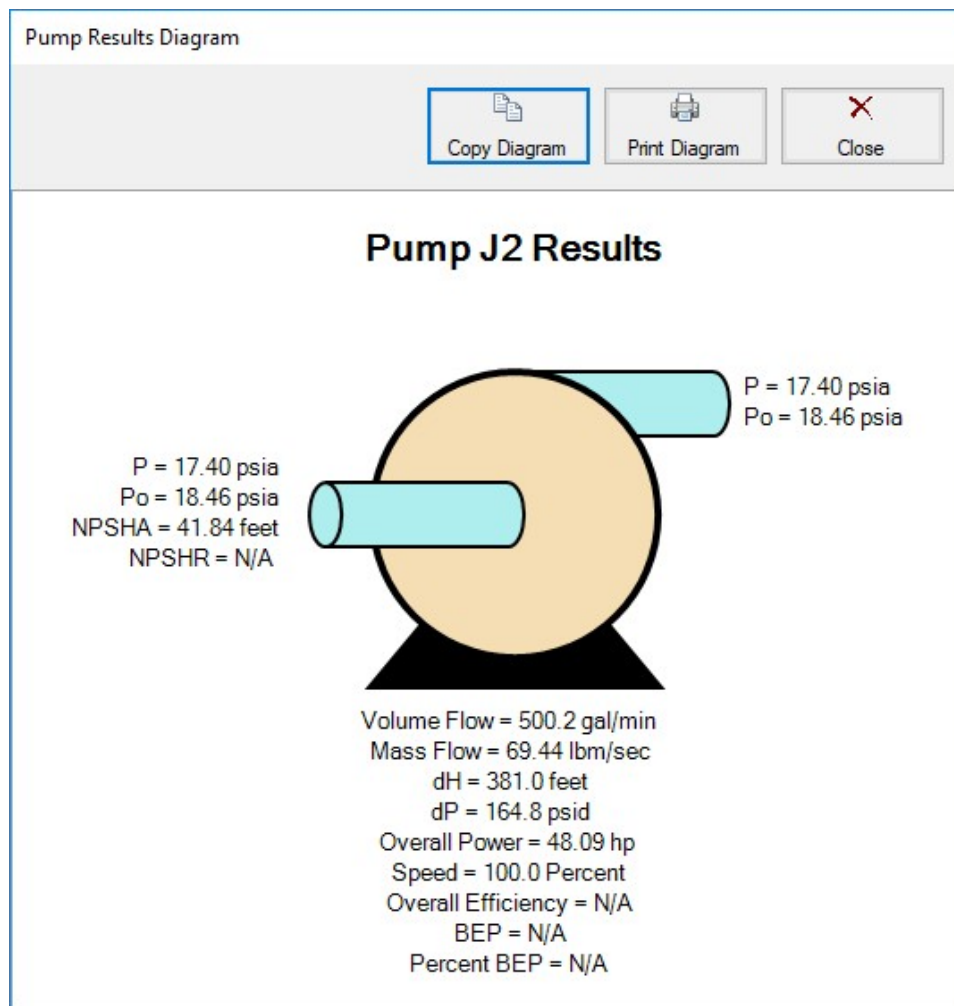 Pump Results Diagram
Copy Diagram
Print Diagram
Close
Pump J2 Results
P = 17.40 psia
Po = 18.46 psia
P = 17.40 psia
Po = 18.46 psia
NPSHA = 41.84 feet
NPSHR = N/A
Volume Flow = 500.2 gal/min
Mass Flow = 69.44 lbm/sec
dH = 381.0 feet
dP = 164.8 psid
Overall Power = 48.09 hp
Speed = 100.0 Percent
Overall Efficiency = N/A
BEP = N/A
Percent BEP = N/A